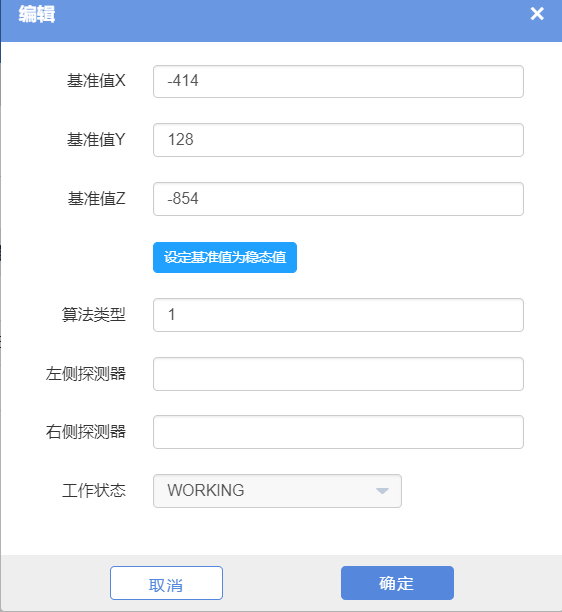 编辑
基准值X -414
基准值Y 128
基准值Z -854
设定基准值为稳态值
算法类型 1
左侧探测器
右侧探测器
工作状态 WORKING
取消 确定